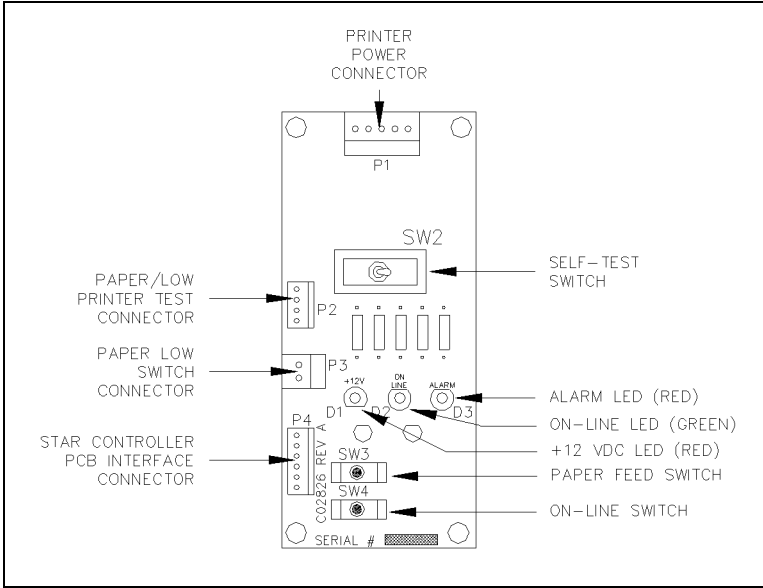 PRINTER
POWER
CONNECTOR
P1
SW2
SELF-TEST
SWITCH
PAPER/LOW
PRINTER TEST
CONNECTOR
P2
PAPER LOW
SWITCH
CONNECTOR
P3
+12V
ON
LINE
ALARM
D1
D2
D3
ALARM LED (RED)
ON-LINE LED (GREEN)
+12 VDC LED (RED)
STAR CONTROLLER
PCB INTERFACE
CONNECTOR
P4
C02826 REV A
SW3
PAPER FEED SWITCH
SW4
ON-LINE SWITCH
SERIAL #